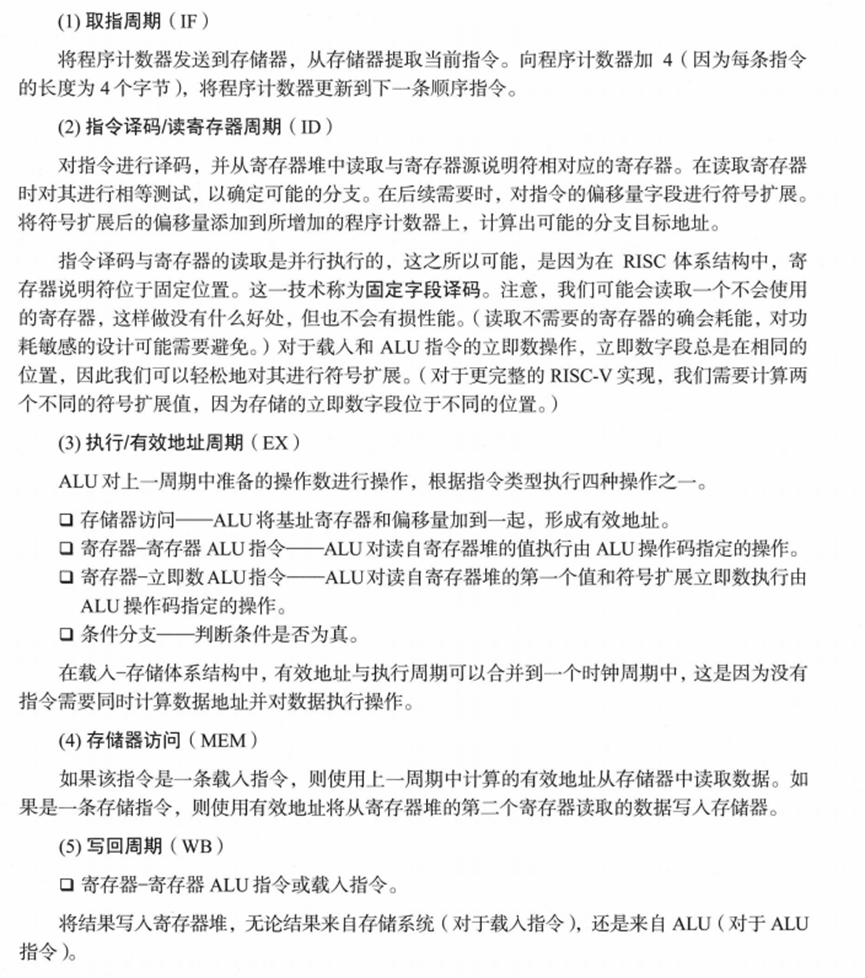 (1) 取指周期（IF）
将程序计数器发送到存储器，从存储器提取当前指令。向程序计数器加 4（因为每条指令
的长度为 4 个字节），将程序计数器更新到下一条顺序指令。
(2) 指令译码/读寄存器周期（ID）
对指令进行译码，并从寄存器堆中读取与寄存器源说明符相对应的寄存器。在读取寄存器
时对其进行相等测试，以确定可能的分支。在后续需要时，对指令的偏移量字段进行符号扩展。
将符号扩展后的偏移量添加到所增加的程序计数器上，计算出可能的分支目标地址。
指令译码与寄存器的读取是并行执行的，这之所以可能，是因为在 RISC 体系结构中，寄
存器说明符位于固定位置。这一技术称为固定字段译码。注意，我们可能会读取一个不会使用
的寄存器，这样做没有什么好处，但也不会有损性能。（读取不需要的寄存器的确会耗能，对功
耗敏感的设计可能需要避免。）对于载入和 ALU 指令的立即数操作，立即数字段总是在相同的
位置，因此我们可以轻松地对其进行符号扩展。（对于更完整的 RISC-V 实现，我们需要计算两
个不同的符号扩展值，因为存储的立即数字段位于不同的位置。）
(3) 执行/有效地址周期（EX）
ALU 对上一周期中准备的操作数进行操作，根据指令类型执行四种操作之一。
❑ 存储器访问——ALU 将基址寄存器和偏移量加到一起，形成有效地址。
❑ 寄存器–寄存器 ALU 指令——ALU 对读自寄存器堆的值执行由 ALU 操作码指定的操作。
❑ 寄存器–立即数 ALU 指令——ALU 对读自寄存器堆的第一个值和符号扩展立即数执行由
ALU 操作码指定的操作。
❑ 条件分支——判断条件是否为真。
在载入–存储体系结构中，有效地址与执行周期可以合并到一个时钟周期中，这是因为没有
指令需要同时计算数据地址并对数据执行操作。
(4) 存储器访问（MEM）
如果该指令是一条载入指令，则使用上一周期中计算的有效地址从存储器中读取数据。如
果是一条存储指令，则使用有效地址将从寄存器堆的第二个寄存器读取的数据写入存储器。
(5) 写回周期（WB）
❑ 寄存器–寄存器 ALU 指令或载入指令。
将结果写入寄存器堆，无论结果来自存储系统（对于载入指令），还是来自 ALU（对于 ALU
指令）。